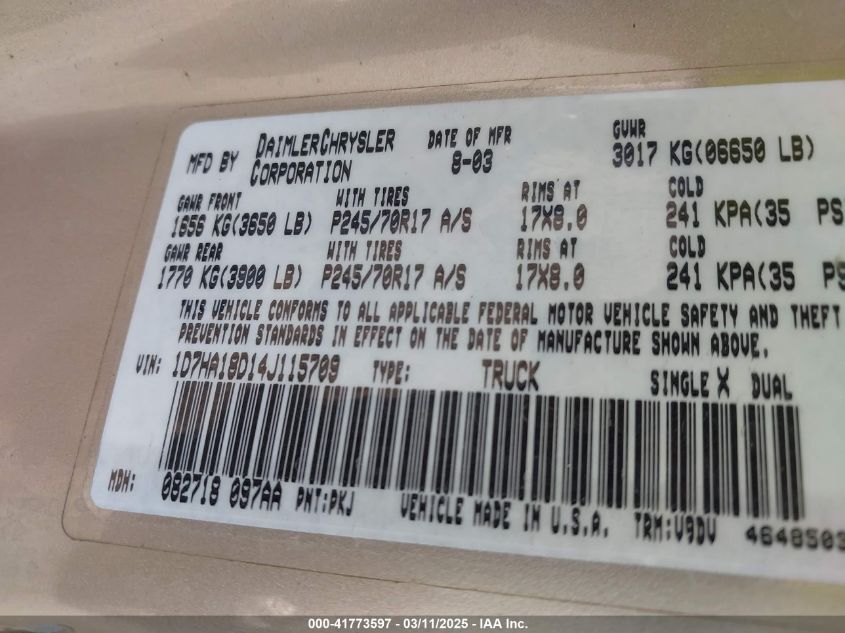 MFD BY DAIMLERCHRYSLER CORPORATION DATE OF MFR 8-03 GVWR 3017 KG(06650 LB)
GAWR FRONT WITH TIRES RIMS AT COLD
1656 KG(3650 LB) P245/70R17 A/S 17X8.0 241 KPA(35 PS
GAWR REAR WITH TIRES RIMS AT COLD
1770 KG(3900 LB) P245/70R17 A/S 17X8.0 241 KPA(35 PS
THIS VEHICLE CONFORMS TO ALL APPLICABLE FEDERAL MOTOR VEHICLE SAFETY AND THEFT
PREVENTION STANDARDS IN EFFECT ON THE DATE OF MANUFACTURE SHOWN ABOVE.
VIN: 1D7HA18D14J115709 TYPE: TRUCK SINGLE X DUAL
MDH: 082718 097AA PNT:PKJ VEHICLE MADE IN U.S.A. TRM:V9DV 4648503
000-41773597 - 03/11/2025 - IAA Inc.